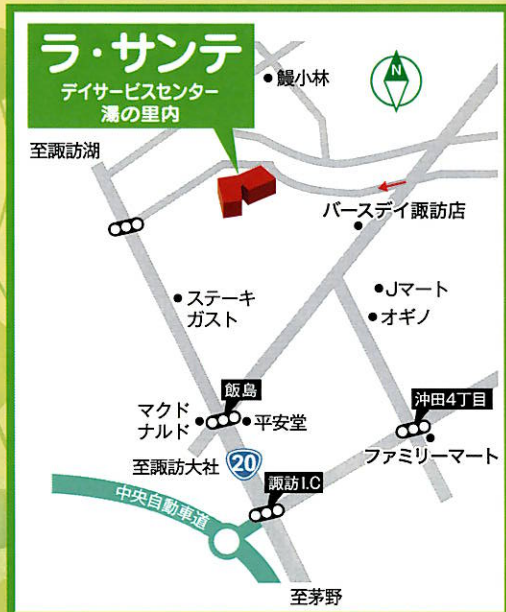 ラ・サンテ
デイサービスセンター
湯の里内
N
鰻小林
至諏訪湖
バースデイ諏訪店
ステーキ
ガスト
Jマート
オギノ
飯島
マクド
ナルド
平安堂
沖田4丁目
ファミリーマート
至諏訪大社
20
諏訪I.C
中央自動車道
至茅野